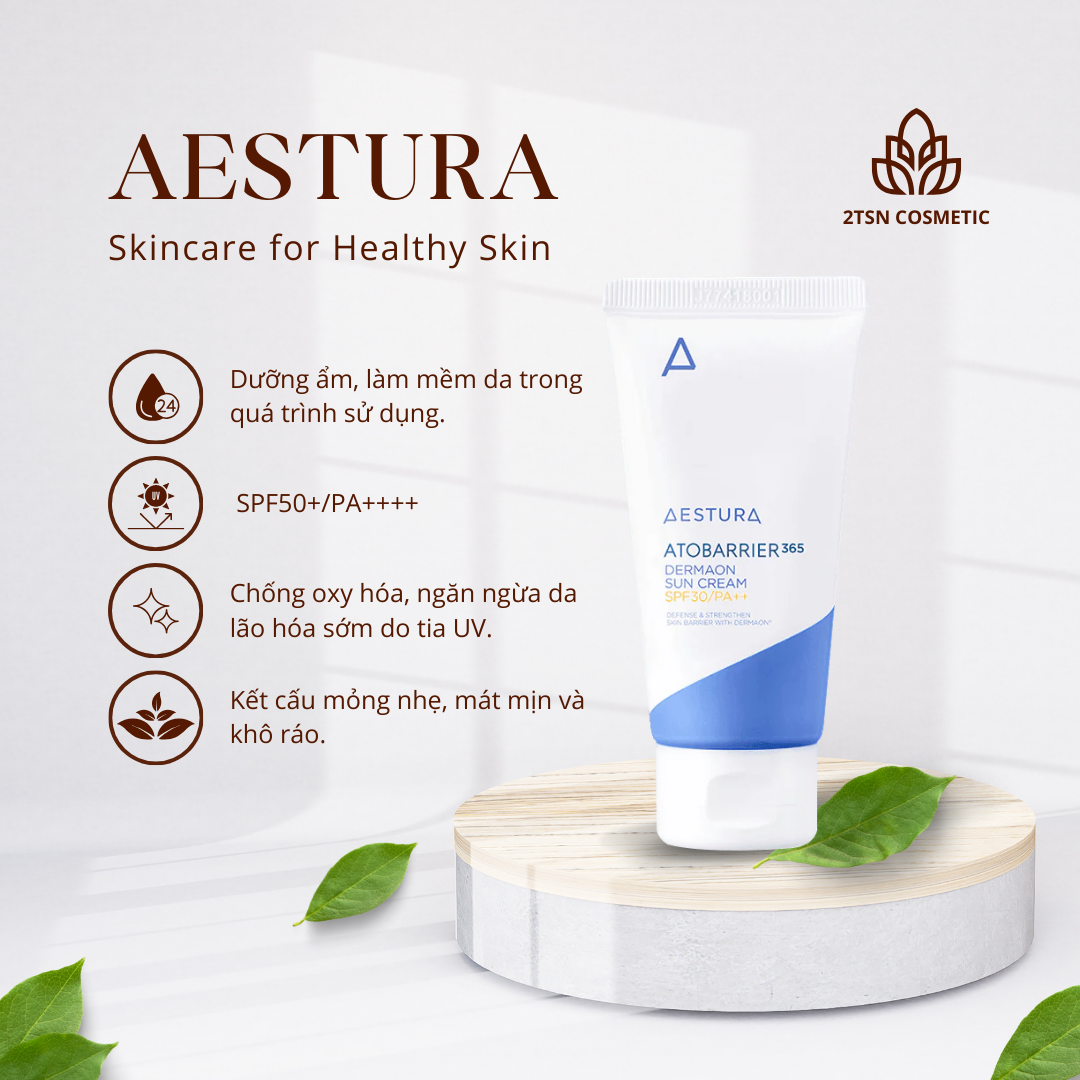 AESTURA
Skincare for Healthy Skin
2TSN COSMETIC
24
Dưỡng ẩm, làm mềm da trong
quá trình sử dụng.
UV
SPF50+/PA++++
Chống oxy hóa, ngăn ngừa da
lão hóa sớm do tia UV.
Kết cấu mỏng nhẹ, mát mịn và
khô ráo.
AESTURA
ATOBARRIER365
DERMAON
SUN CREAM
SPF30/PA++
DEFENSE & STRENGTHEN
SKIN BARRIER WITH DERMAON®